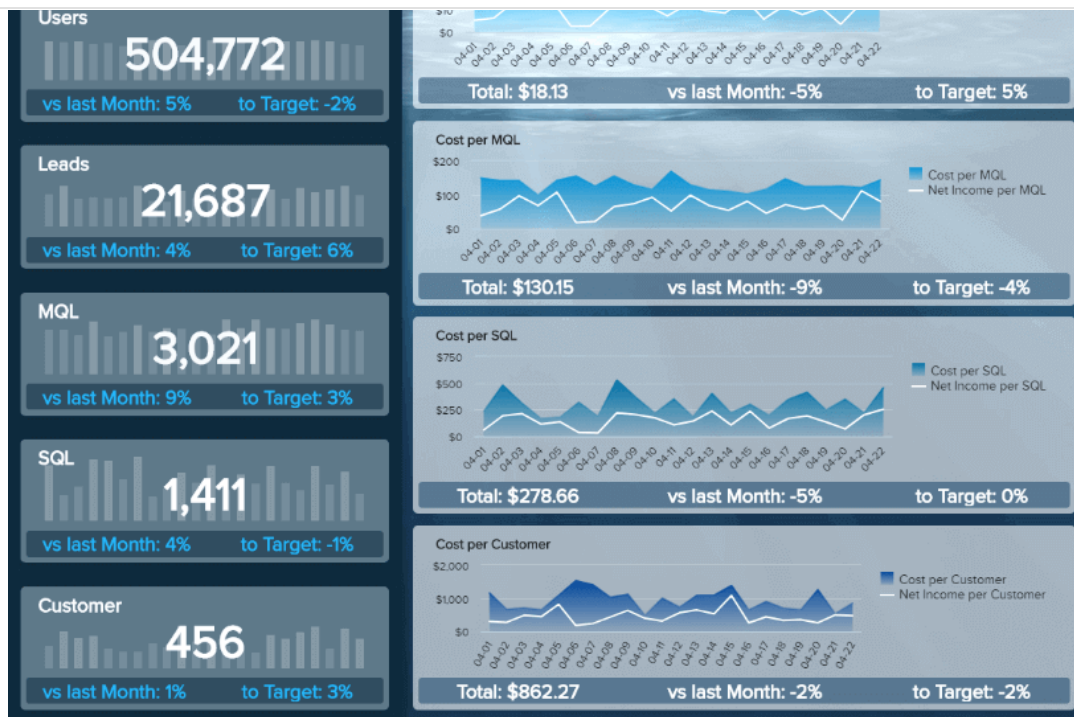 Users
504,772
vs last Month: 5% to Target: -2%
Leads
21,687
vs last Month: 4% to Target: 6%
MQL
3,021
vs last Month: 9% to Target: 3%
SQL
1,411
vs last Month: 4% to Target: -1%
Customer
456
vs last Month: 1% to Target: 3%
$10
$0
04-01 04-02 04-03 04-04 04-05 04-06 04-07 04-08 04-09 04-10 04-11 04-12 04-13 04-14 04-15 04-16 04-17 04-18 04-19 04-20 04-21 04-22
Total: $18.13 vs last Month: -5% to Target: 5%
Cost per MQL
$200
$100
$0
04-01 04-02 04-03 04-04 04-05 04-06 04-07 04-08 04-09 04-10 04-11 04-12 04-13 04-14 04-15 04-16 04-17 04-18 04-19 04-20 04-21 04-22
Cost per MQL
Net Income per MQL
Total: $130.15 vs last Month: -9% to Target: -4%
Cost per SQL
$750
$500
$250
$0
04-01 04-02 04-03 04-04 04-05 04-06 04-07 04-08 04-09 04-10 04-11 04-12 04-13 04-14 04-15 04-16 04-17 04-18 04-19 04-20 04-21 04-22
Cost per SQL
Net Income per SQL
Total: $278.66 vs last Month: -5% to Target: 0%
Cost per Customer
$2,000
$1,000
$0
04-01 04-02 04-03 04-04 04-05 04-06 04-07 04-08 04-09 04-10 04-11 04-12 04-13 04-14 04-15 04-16 04-17 04-18 04-19 04-20 04-21 04-22
Cost per Customer
Net Income per Customer
Total: $862.27 vs last Month: -2% to Target: -2%